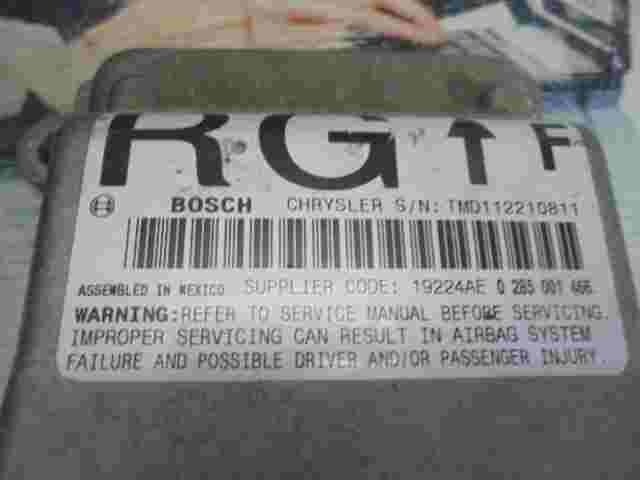 RG ↑ F
BOSCH CHRYSLER S/N: TMD112210811
ASSEMBLED IN MEXICO SUPPLIER CODE: 19224AE 0 285 001 466
WARNING:REFER TO SERVICE MANUAL BEFORE SERVICING.
IMPROPER SERVICING CAN RESULT IN AIRBAG SYSTEM
FAILURE AND POSSIBLE DRIVER AND/OR PASSENGER INJURY.